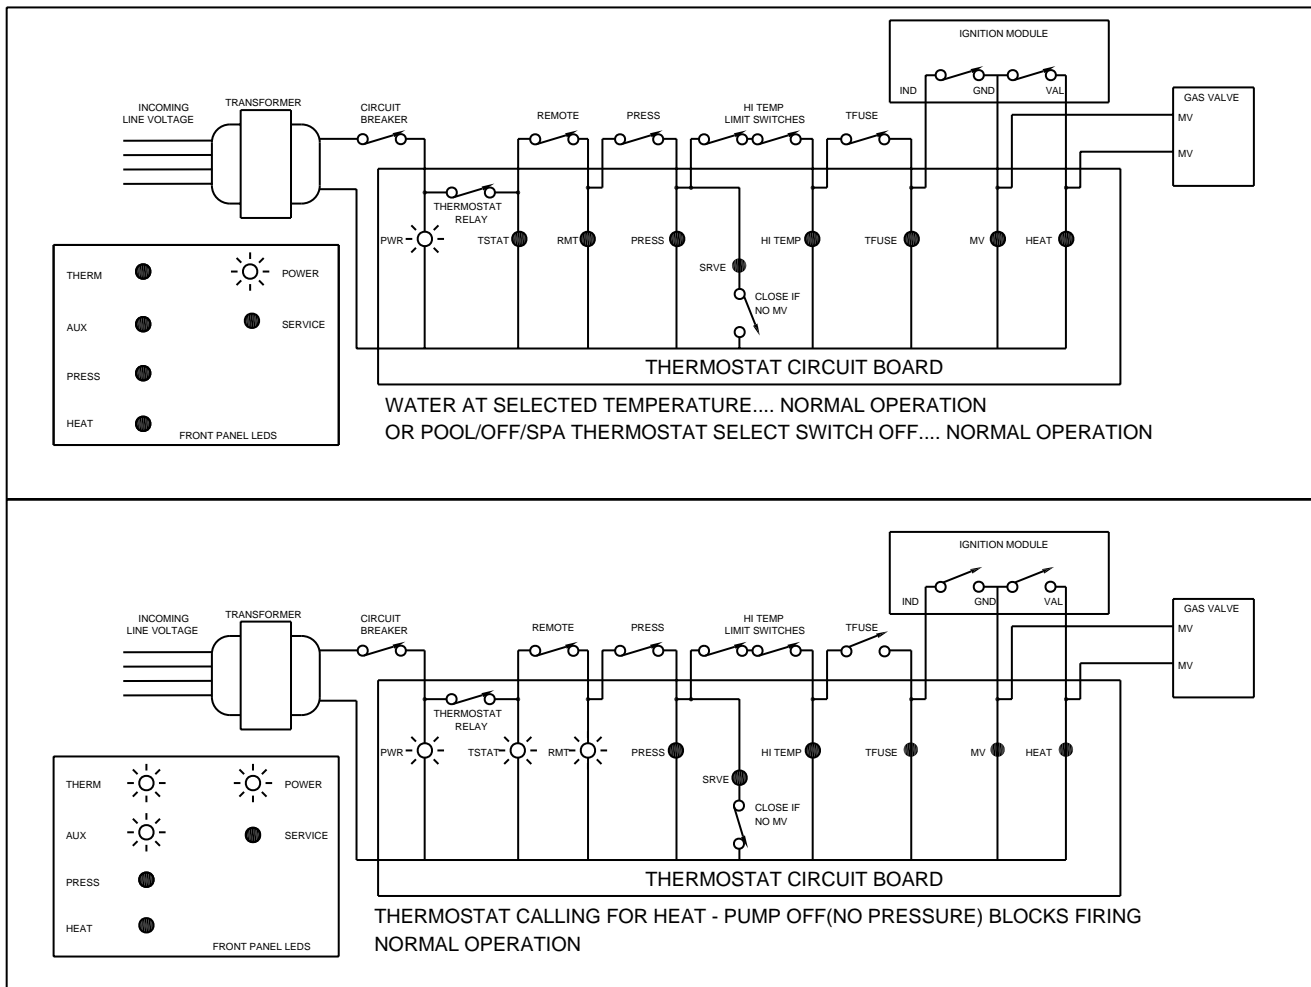 IGNITION MODULE
IND
GND
VAL
GAS VALVE
MV
MV
INCOMING
LINE VOLTAGE
TRANSFORMER
CIRCUIT
BREAKER
REMOTE
PRESS
HI TEMP
LIMIT SWITCHES
TFUSE
THERMOSTAT
RELAY
PWR
TSTAT
RMT
PRESS
HI TEMP
TFUSE
MV
HEAT
SRVE
CLOSE IF
NO MV
THERM
POWER
AUX
SERVICE
PRESS
HEAT
FRONT PANEL LEDS
THERMOSTAT CIRCUIT BOARD
WATER AT SELECTED TEMPERATURE.... NORMAL OPERATION
OR POOL/OFF/SPA THERMOSTAT SELECT SWITCH OFF.... NORMAL OPERATION
IGNITION MODULE
IND
GND
VAL
GAS VALVE
MV
MV
INCOMING
LINE VOLTAGE
TRANSFORMER
CIRCUIT
BREAKER
REMOTE
PRESS
HI TEMP
LIMIT SWITCHES
TFUSE
THERMOSTAT
RELAY
PWR
TSTAT
RMT
PRESS
HI TEMP
TFUSE
MV
HEAT
SRVE
CLOSE IF
NO MV
THERM
POWER
AUX
SERVICE
PRESS
HEAT
FRONT PANEL LEDS
THERMOSTAT CIRCUIT BOARD
THERMOSTAT CALLING FOR HEAT - PUMP OFF(NO PRESSURE) BLOCKS FIRING
NORMAL OPERATION